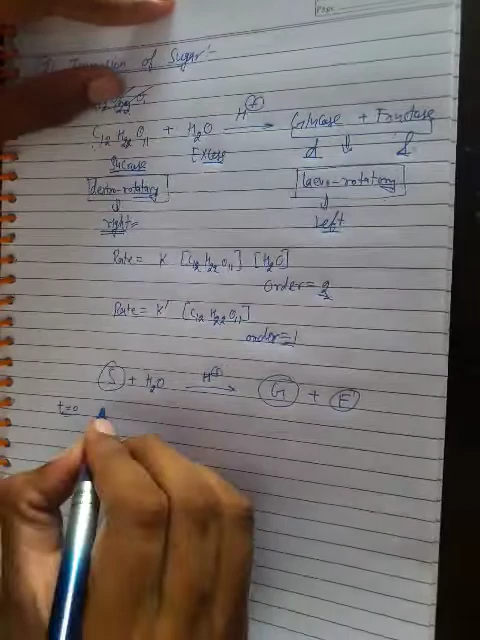 of Sugar:-
C12 H22 O11 + H2O H⊕ → Glucose + Fructose
Sucrose Excess d l
dextro-rotatory laevo-rotatory
right left
Rate = K [C12 H22 O11] [H2O]
order = 2
Rate = K' [C12 H22 O11]
order = 1
S + H2O H⊕ → G + F
t=0